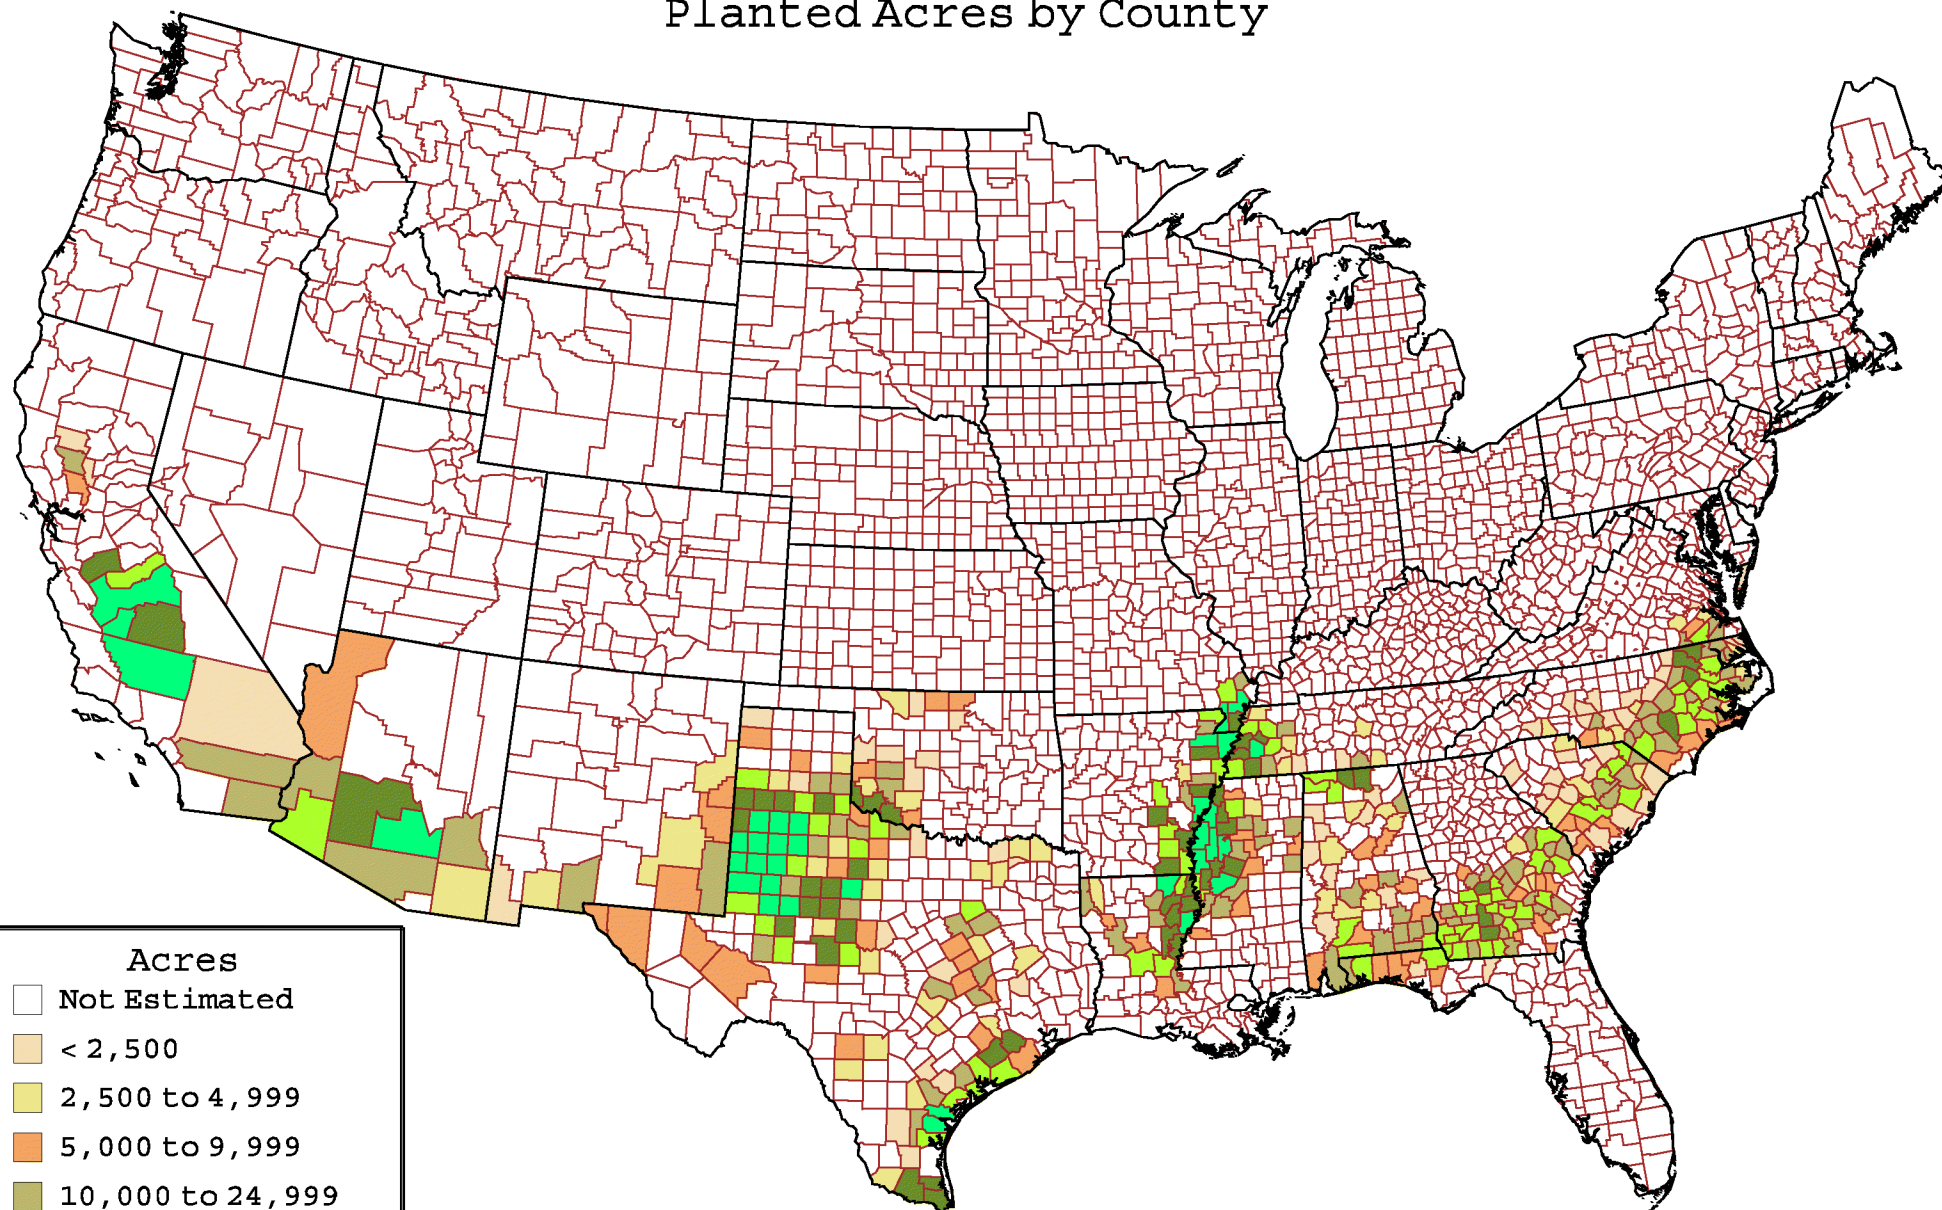 Planted Acres by County
Acres
Not Estimated
< 2,500
2,500 to 4,999
5,000 to 9,999
10,000 to 24,999